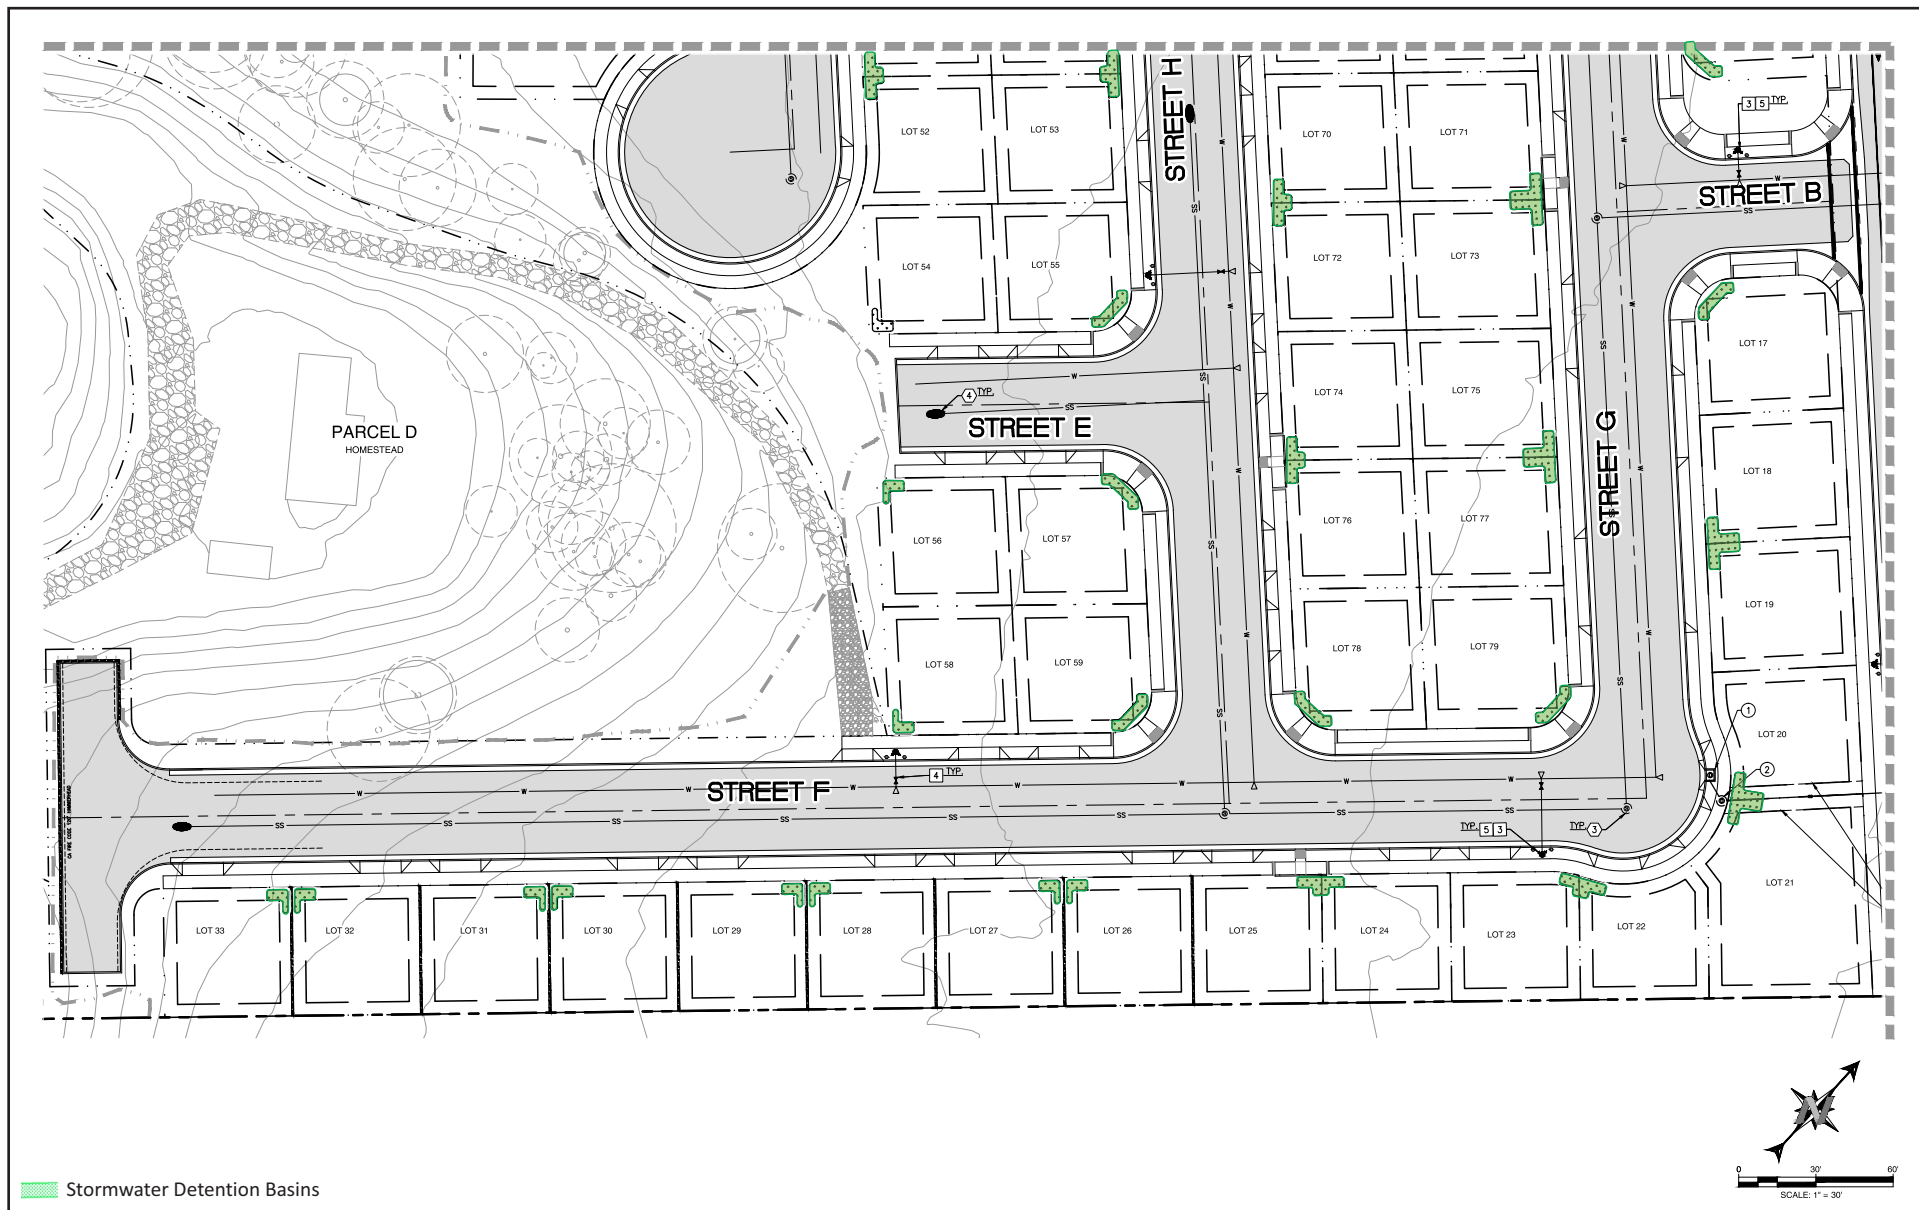 STREET H
LOT 52
LOT 53
LOT 70
LOT 71
3 5 TYP.
STREET B
LOT 54
LOT 55
LOT 72
LOT 73
LOT 17
4 TYP.
STREET E
LOT 74
LOT 75
STREET G
PARCEL D
HOMESTEAD
LOT 18
LOT 56
LOT 57
LOT 76
LOT 77
LOT 19
LOT 58
LOT 59
LOT 78
LOT 79
1
LOT 20
2
4 TYP.
STREET F
TYP. 5 3
TYP. 3
LOT 21
LOT 33
LOT 32
LOT 31
LOT 30
LOT 29
LOT 28
LOT 27
LOT 26
LOT 25
LOT 24
LOT 23
LOT 22
W
SS
N
0 30' 60'
SCALE: 1" = 30'
Stormwater Detention Basins